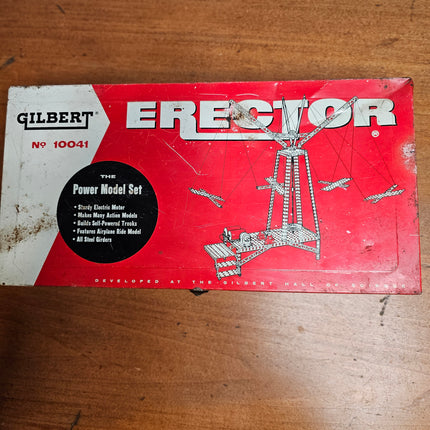 GILBERT
ERECTOR
®
Nº 10041
THE
Power Model Set
• Sturdy Electric Motor
• Makes Many Action Models
• Builds Self-Powered Trucks
• Features Airplane Ride Model
• All Steel Girders
DEVELOPED AT THE GILBERT HALL OF SCIENCE